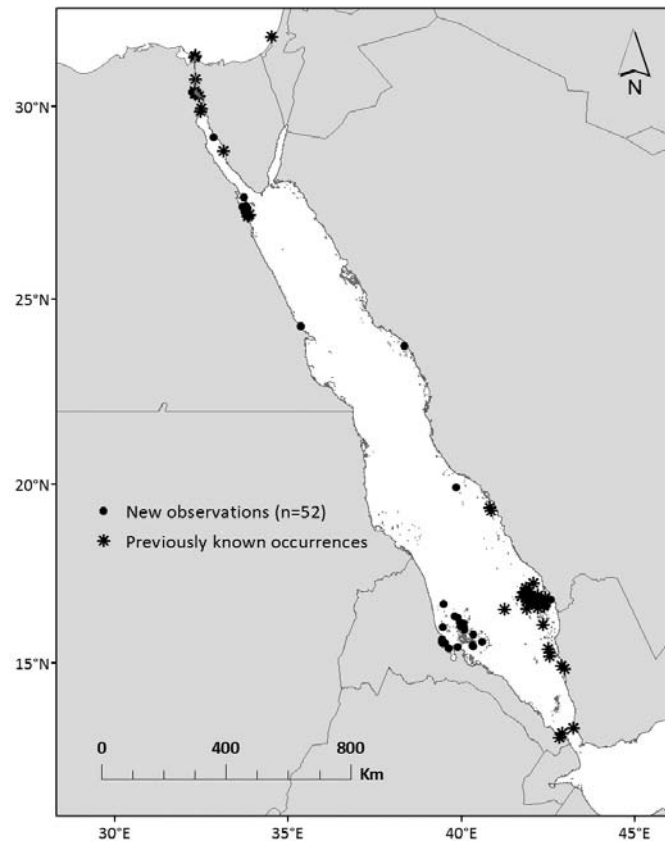 N
30°N
25°N
20°N
New observations (n=52)
Previously known occurrences
15°N
0 400 800
Km
30°E 35°E 40°E 45°E